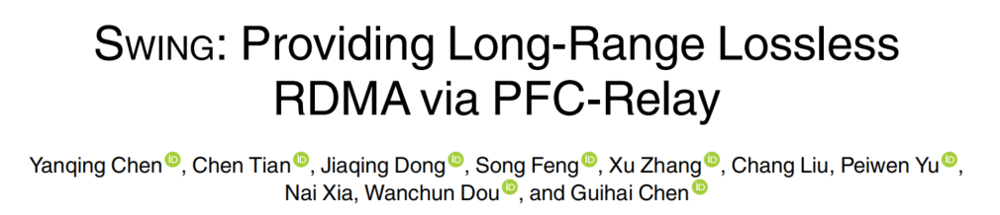 SWING: Providing Long-Range Lossless
RDMA via PFC-Relay
Yanqing Chen, Chen Tian, Jiaqing Dong, Song Feng, Xu Zhang, Chang Liu, Peiwen Yu,
Nai Xia, Wanchun Dou, and Guihai Chen